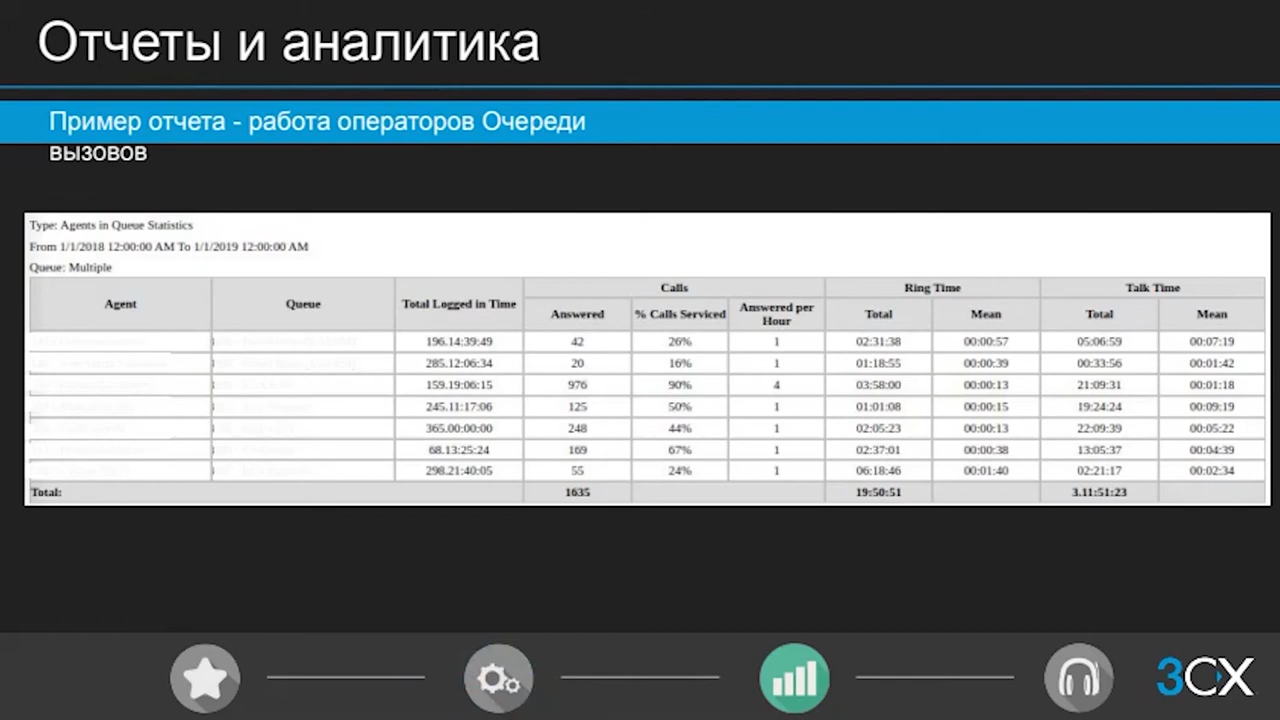 Отчеты и аналитика
Пример отчета - работа операторов Очереди
вызовов
Type: Agents in Queue Statistics
From 1/1/2018 12:00:00 AM To 1/1/2019 12:00:00 AM
Queue: Multiple
Agent Queue Total Logged in Time Calls Ring Time Talk Time
Answered % Calls Serviced Answered per Hour Total Mean Total Mean
196.14:39:49 42 26% 1 02:31:38 00:00:57 05:06:59 00:07:19
285.12:06:34 20 16% 1 01:18:55 00:00:39 00:33:56 00:01:42
159.19:06:15 976 90% 4 03:58:00 00:00:13 21:09:31 00:01:18
245.11:17:06 125 50% 1 01:01:08 00:00:15 19:24:24 00:09:19
365.00:00:00 248 44% 1 02:05:23 00:00:13 22:09:39 00:05:22
68.13:25:24 169 67% 1 02:37:01 00:00:38 13:05:37 00:04:39
298.21:40:05 55 24% 1 06:18:46 00:01:40 02:21:17 00:02:34
Total: 1635 19:50:51 3.11:51:23
3CX